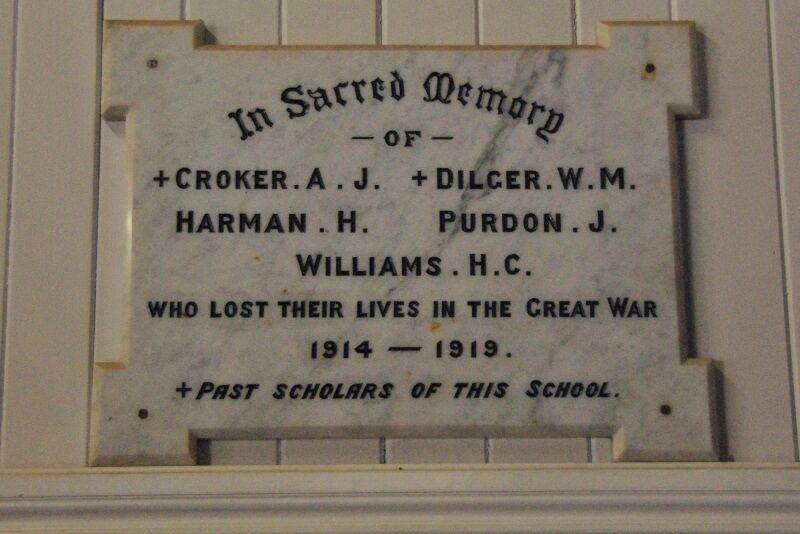 In Sacred Memory
— OF —
+CROKER. A. J. +DILGER. W. M.
HARMAN. H. PURDON. J.
WILLIAMS. H. C.
WHO LOST THEIR LIVES IN THE GREAT WAR
1914 — 1919.
+PAST SCHOLARS OF THIS SCHOOL.